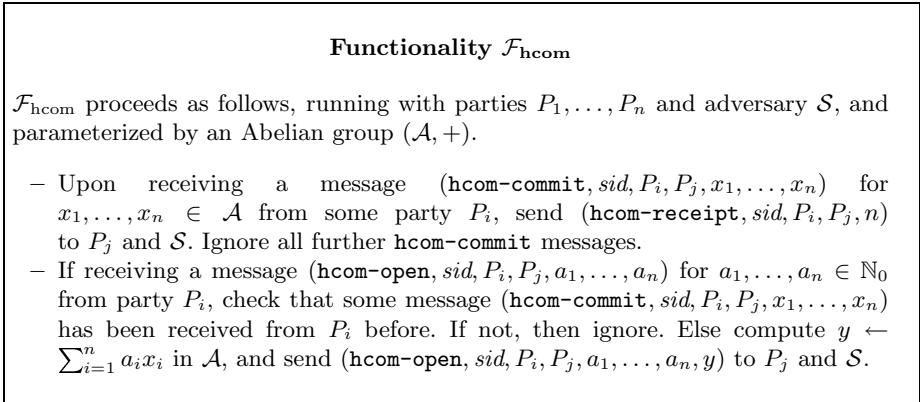 Functionality 𝓕hcom
𝓕hcom proceeds as follows, running with parties P₁, . . . , Pₙ and adversary 𝒮, and
parameterized by an Abelian group (𝒜, +).
– Upon receiving a message (hcom-commit, sid, Pᵢ, Pⱼ, x₁, . . . , xₙ) for
x₁, . . . , xₙ ∈ 𝒜 from some party Pᵢ, send (hcom-receipt, sid, Pᵢ, Pⱼ, n)
to Pⱼ and 𝒮. Ignore all further hcom-commit messages.
– If receiving a message (hcom-open, sid, Pᵢ, Pⱼ, a₁, . . . , aₙ) for a₁, . . . , aₙ ∈ ℕ₀
from party Pᵢ, check that some message (hcom-commit, sid, Pᵢ, Pⱼ, x₁, . . . , xₙ)
has been received from Pᵢ before. If not, then ignore. Else compute y ←
∑ⁿᵢ₌₁ aᵢxᵢ in 𝒜, and send (hcom-open, sid, Pᵢ, Pⱼ, a₁, . . . , aₙ, y) to Pⱼ and 𝒮.